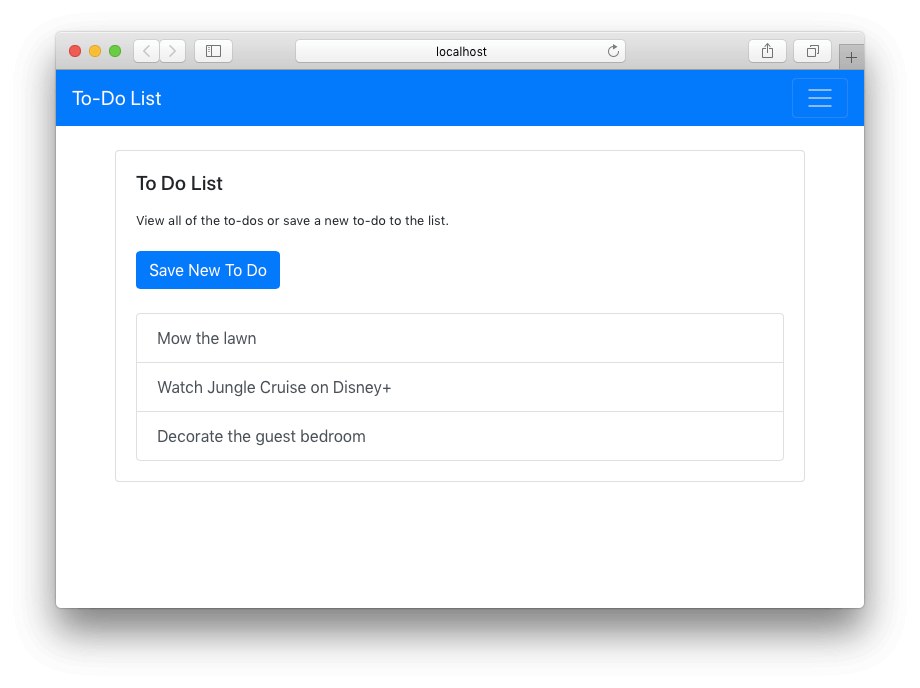 localhost
To-Do List
To Do List
View all of the to-dos or save a new to-do to the list.
Save New To Do
Mow the lawn
Watch Jungle Cruise on Disney+
Decorate the guest bedroom